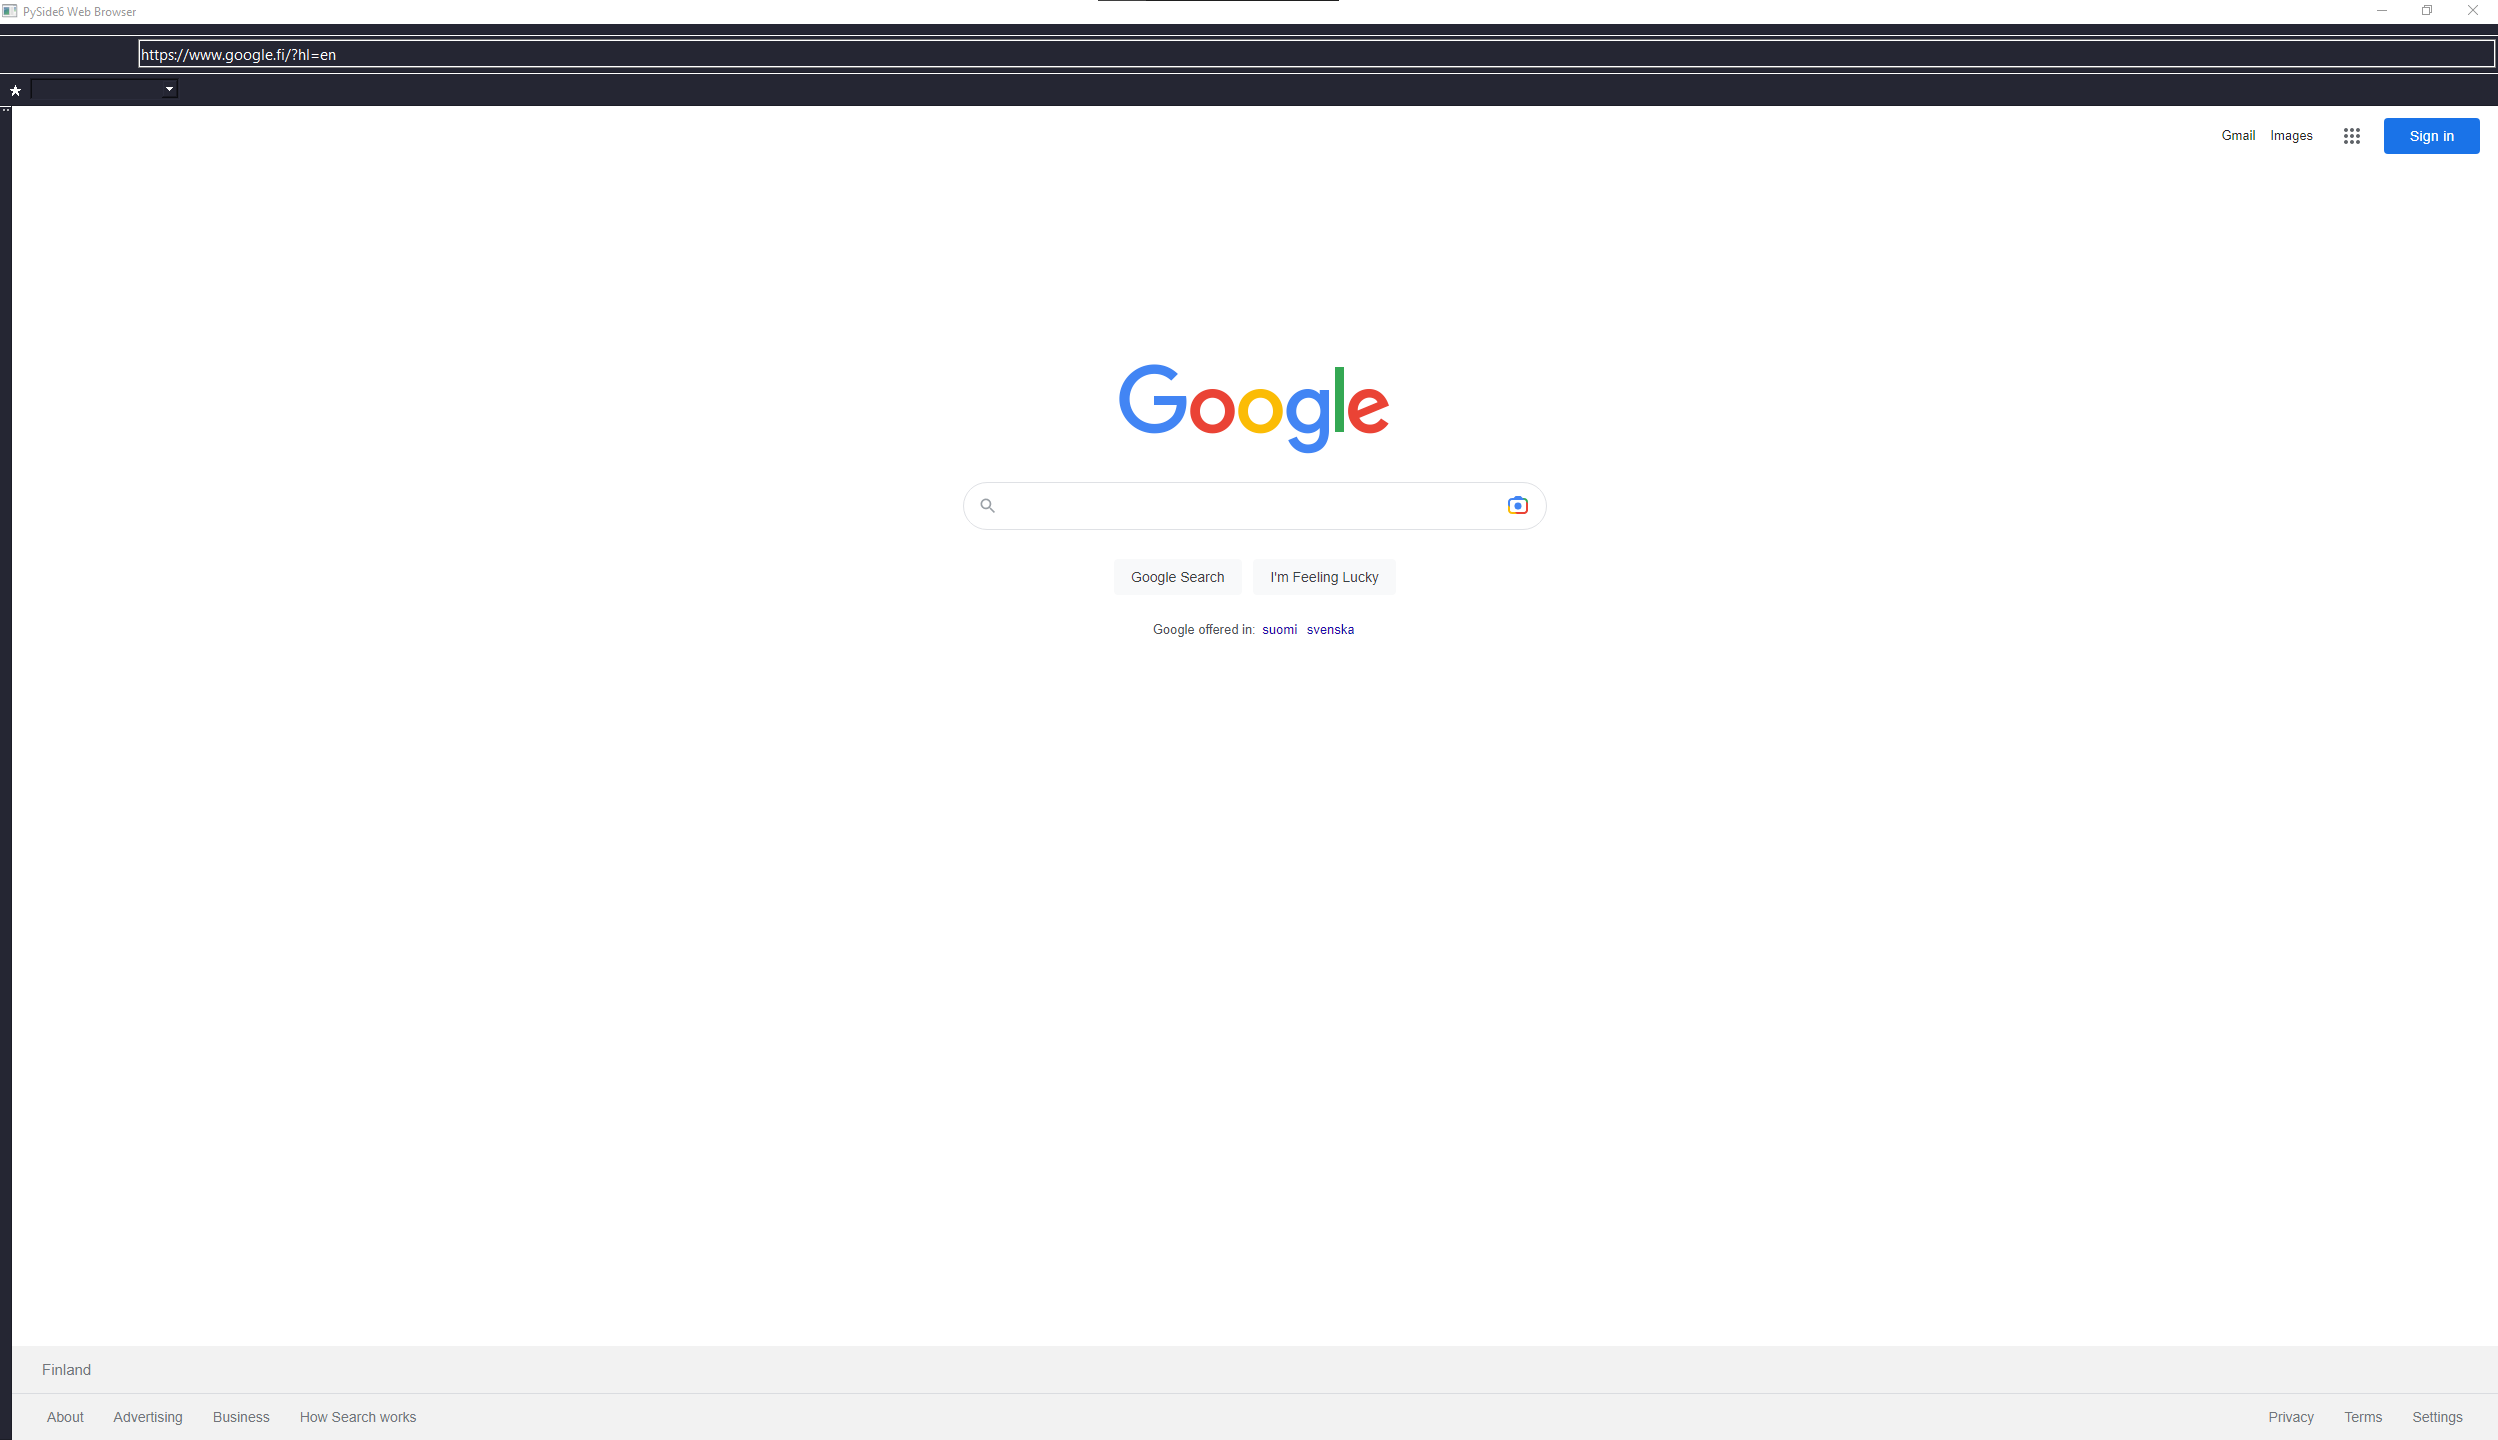 PySide6 Web Browser
https://www.google.fi/?hl=en
Gmail Images Sign in
Google
Google Search I'm Feeling Lucky
Google offered in: suomi svenska
Finland
About Advertising Business How Search works Privacy Terms Settings